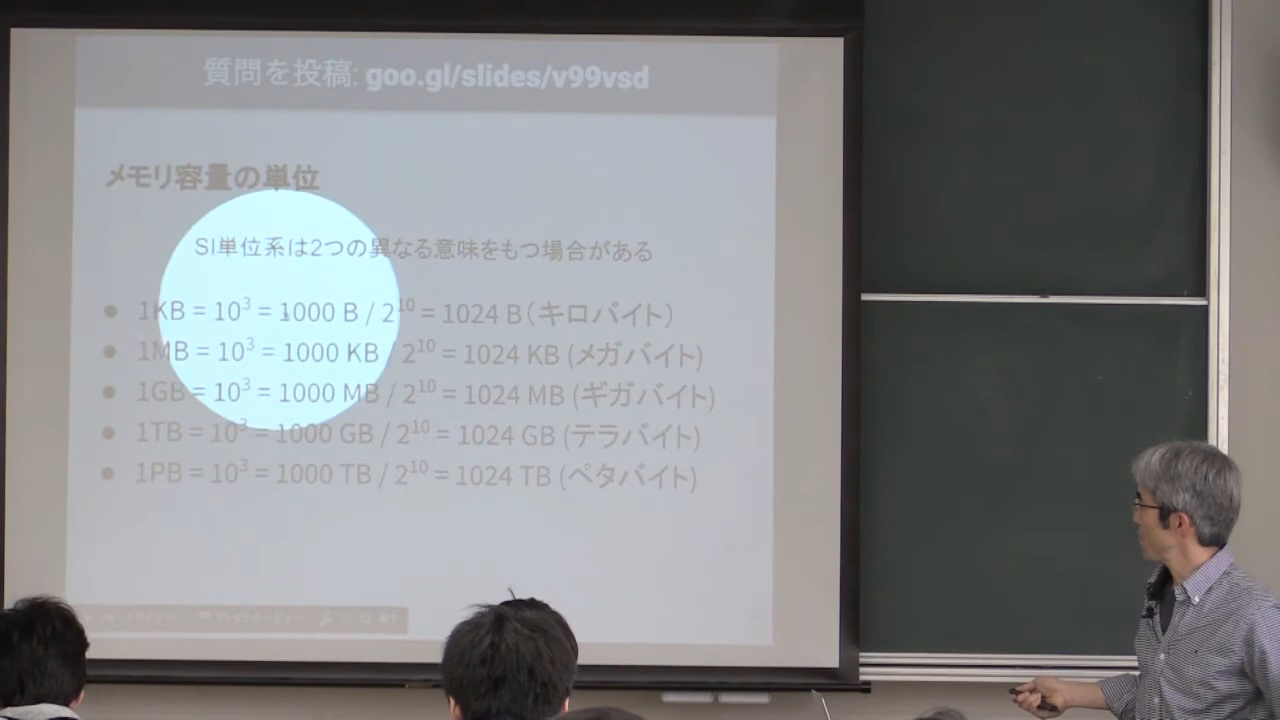 質問を投稿: goo.gl/slides/v99vsd
メモリ容量の単位
SI単位系は2つの異なる意味をもつ場合がある
● 1KB = 10³ = 1000 B / 2¹⁰ = 1024 B（キロバイト）
● 1MB = 10³ = 1000 KB / 2¹⁰ = 1024 KB (メガバイト)
● 1GB = 10³ = 1000 MB / 2¹⁰ = 1024 MB (ギガバイト)
● 1TB = 10³ = 1000 GB / 2¹⁰ = 1024 GB (テラバイト)
● 1PB = 10³ = 1000 TB / 2¹⁰ = 1024 TB (ペタバイト)